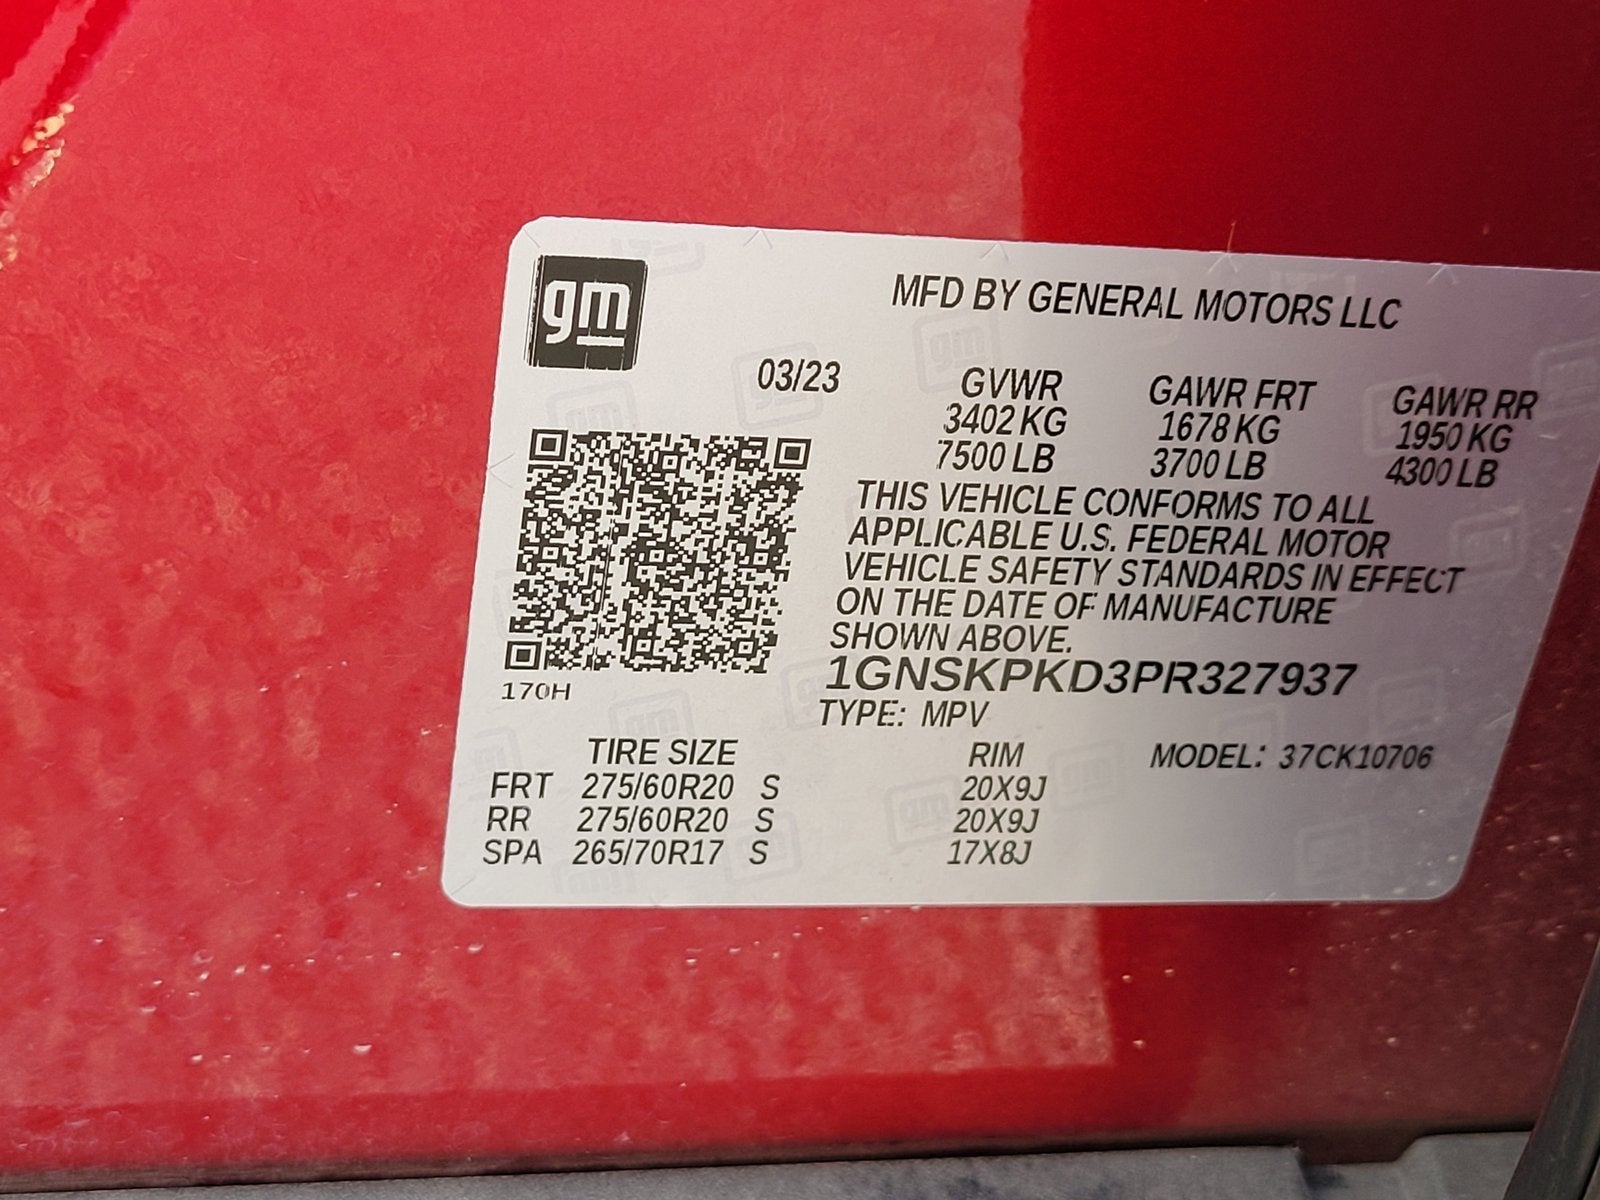 gm
MFD BY GENERAL MOTORS LLC
03/23 GVWR GAWR FRT GAWR RR
3402 KG 1678 KG 1950 KG
7500 LB 3700 LB 4300 LB
THIS VEHICLE CONFORMS TO ALL
APPLICABLE U.S. FEDERAL MOTOR
VEHICLE SAFETY STANDARDS IN EFFECT
ON THE DATE OF MANUFACTURE
SHOWN ABOVE.
1GNSKPKD3PR327937
170H
TYPE: MPV
TIRE SIZE RIM MODEL: 37CK10706
FRT 275/60R20 S 20X9J
RR 275/60R20 S 20X9J
SPA 265/70R17 S 17X8J